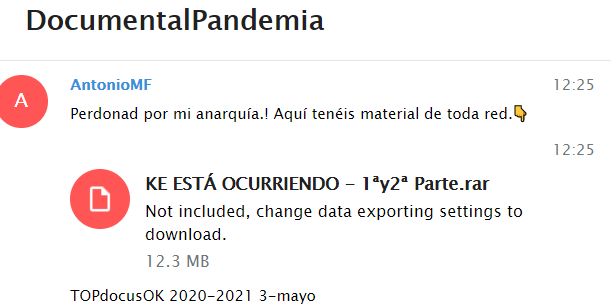 DocumentalPandemia
A
AntonioMF
12:25
Perdonad por mi anarquía.! Aquí tenéis material de toda red.👇
12:25
KE ESTÁ OCURRIENDO - 1ªy2ª Parte.rar
Not included, change data exporting settings to
download.
12.3 MB
TOPdocusOK 2020-2021 3-mayo